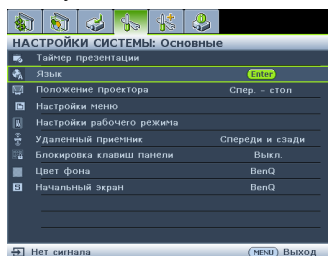 НАСТРОЙКИ СИСТЕМЫ: Основные
Таймер презентации
Язык Enter
Положение проектора Спер. – стол
Настройки меню
Настройки рабочего режима
Удаленный приемник Спереди и сзади
Блокировка клавиш панели Выкл.
Цвет фона BenQ
Начальный экран BenQ
Нет сигнала MENU Выход